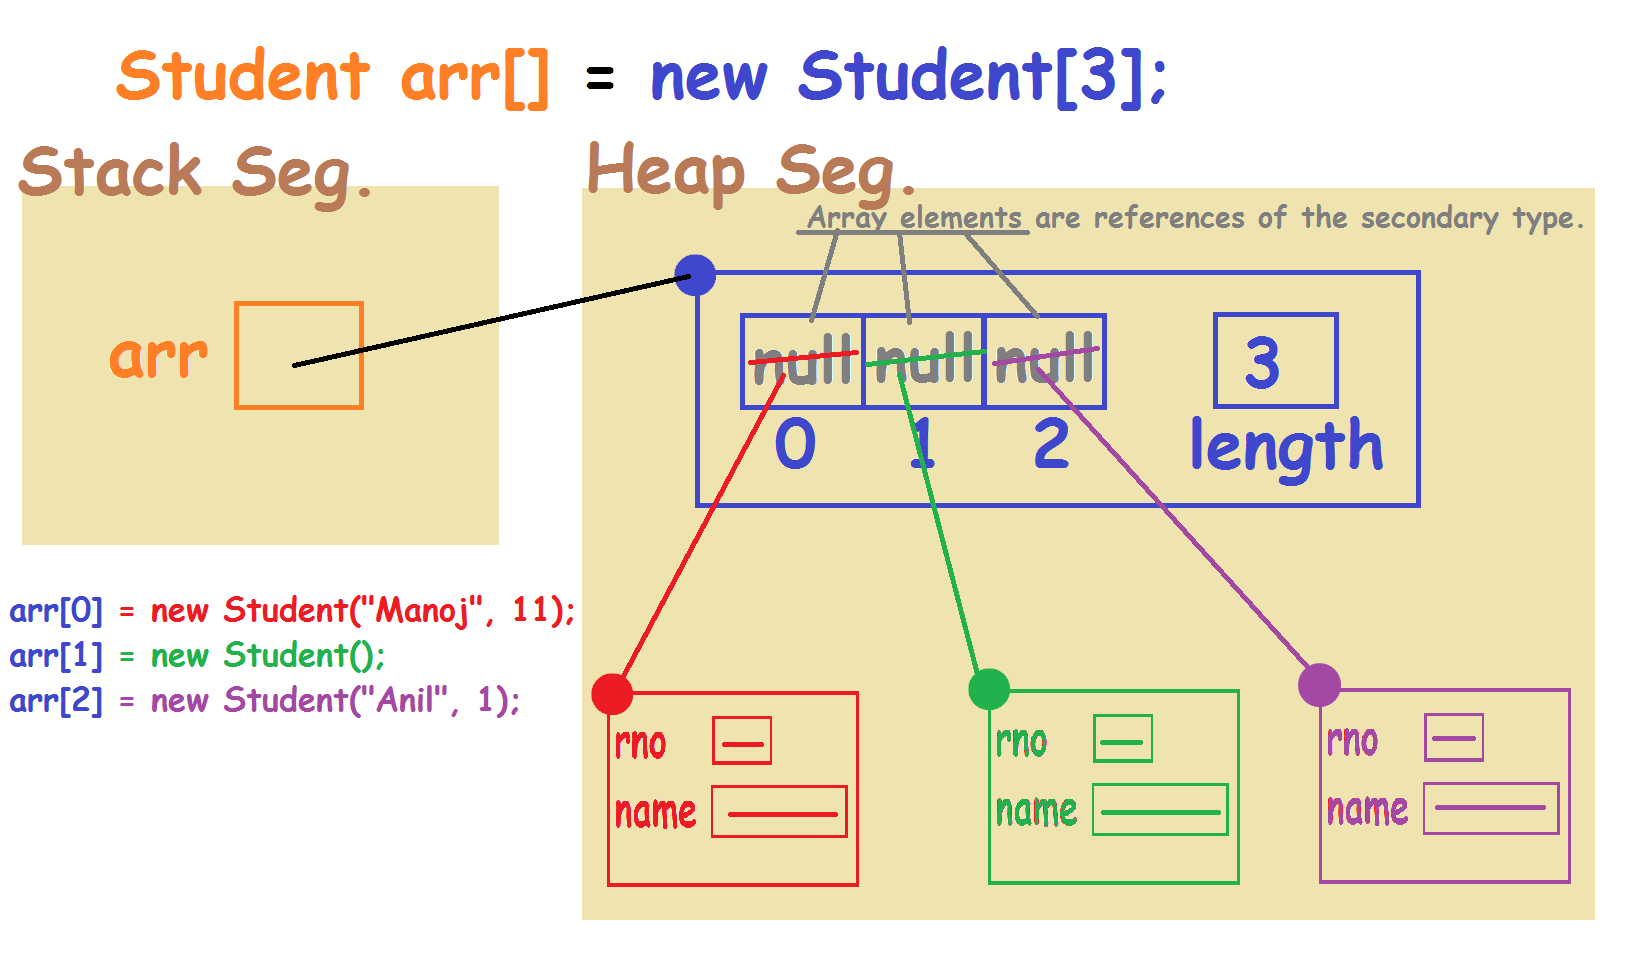 Student arr[] = new Student[3];
Stack Seg.
Heap Seg.
Array elements are references of the secondary type.
arr
null null null
3
0 1 2
length
arr[0] = new Student("Manoj", 11);
arr[1] = new Student();
arr[2] = new Student("Anil", 1);
rno
name
rno
name
rno
name